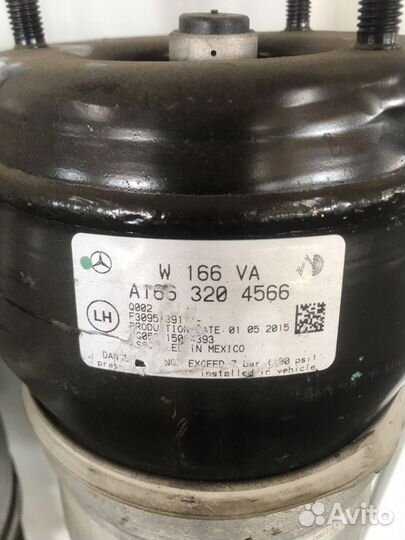 W 166 VA
A166 320 4566
LH
Q002
PRODUCTION DATE: 01 05.2015
IN MEXICO
EXCEED 7 bar
installed in vehicle
Avito